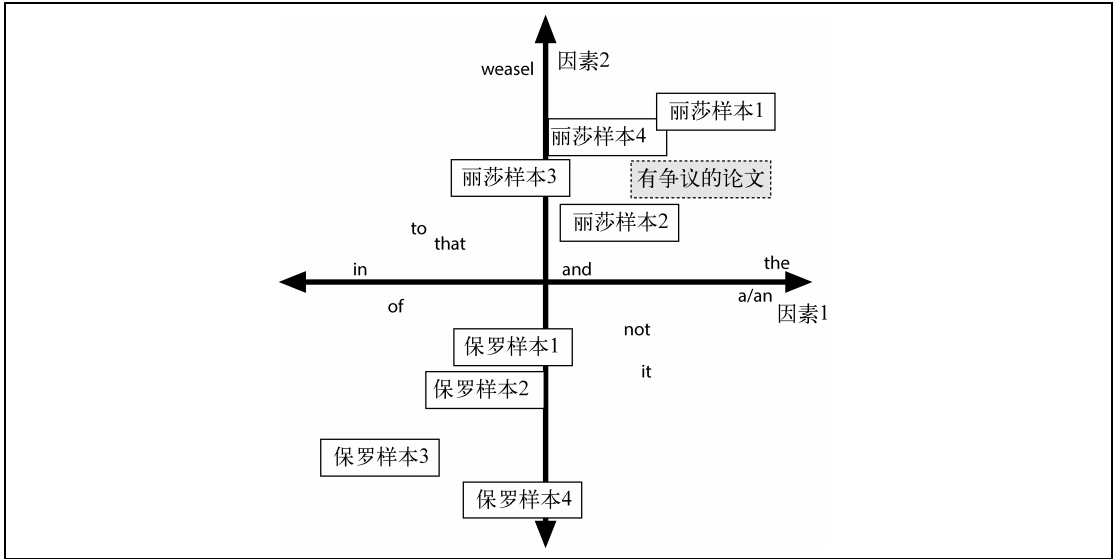 weasel
因素2
丽莎样本1
丽莎样本4
丽莎样本3
有争议的论文
丽莎样本2
to
that
in
and
the
of
a/an
因素1
not
保罗样本1
it
保罗样本2
保罗样本3
保罗样本4